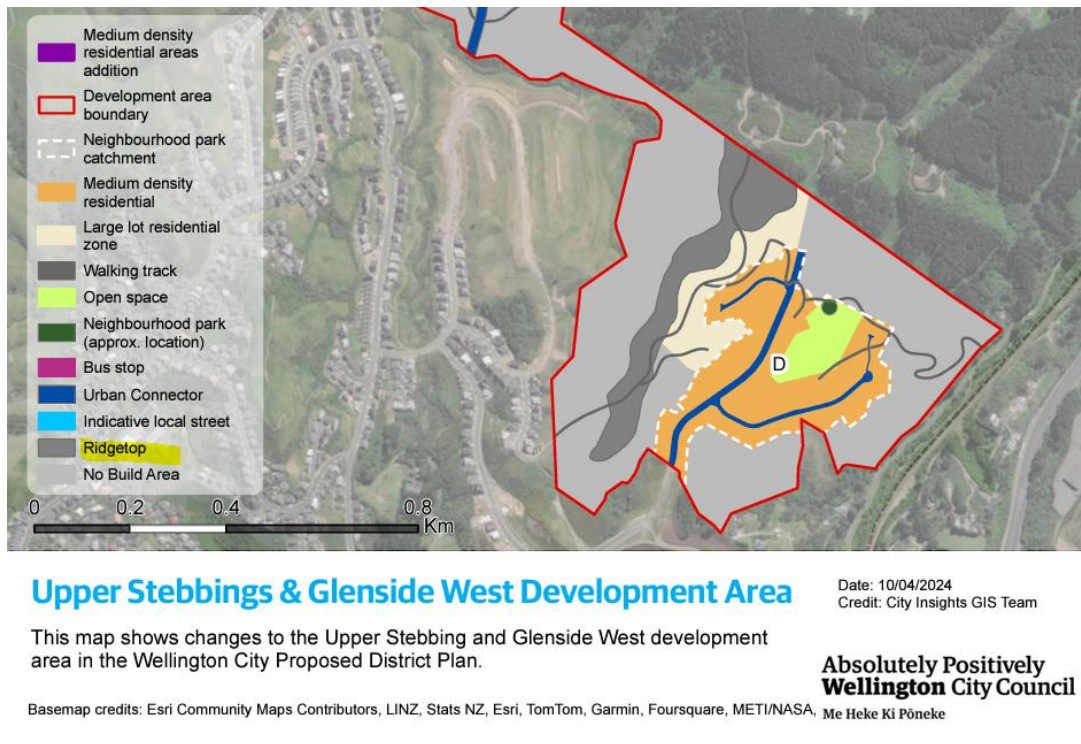 Medium density
residential areas
addition
Development area
boundary
Neighbourhood park
catchment
Medium density
residential
Large lot residential
zone
Walking track
Open space
Neighbourhood park
(approx. location)
Bus stop
Urban Connector
Indicative local street
Ridgetop
No Build Area
0 0.2 0.4 0.8
Km
D
Upper Stebbings & Glenside West Development Area
This map shows changes to the Upper Stebbing and Glenside West development
area in the Wellington City Proposed District Plan.
Basemap credits: Esri Community Maps Contributors, LINZ, Stats NZ, Esri, TomTom, Garmin, Foursquare, METI/NASA,
Date: 10/04/2024
Credit: City Insights GIS Team
Absolutely Positively
Wellington City Council
Me Heke Ki Pōneke